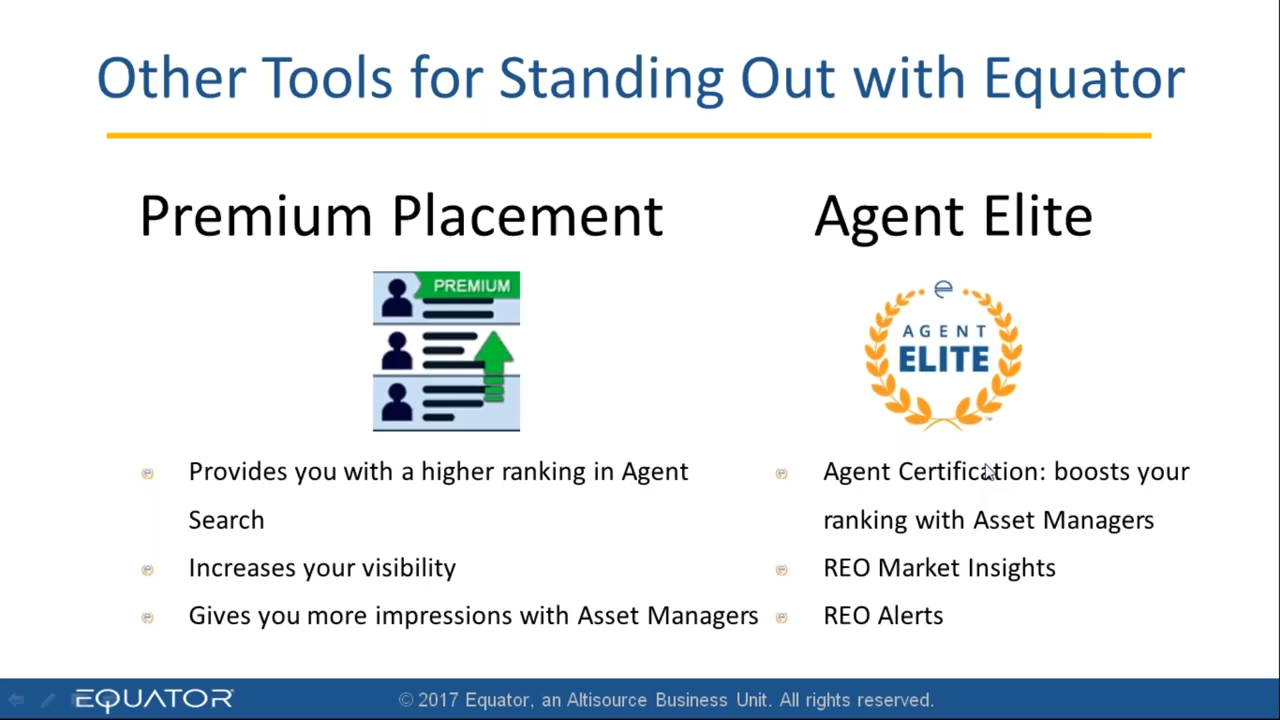 Other Tools for Standing Out with Equator
Premium Placement
PREMIUM
Provides you with a higher ranking in Agent
Search
Increases your visibility
Gives you more impressions with Asset Managers
Agent Elite
AGENT
ELITE
Agent Certification: boosts your
ranking with Asset Managers
REO Market Insights
REO Alerts
EQUATOR
© 2017 Equator, an Altisource Business Unit. All rights reserved.